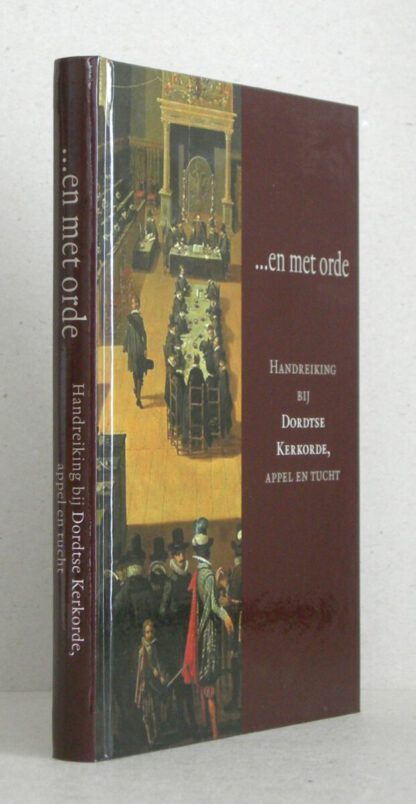 ...en met orde
Handreiking bij Dordtse Kerkorde,
appel en tucht
...en met orde
Handreiking
bij
Dordtse
Kerkorde,
appel en tucht